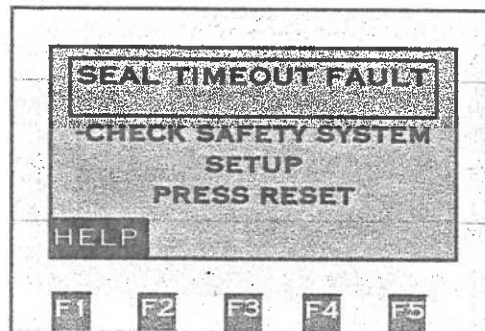 SEAL TIMEOUT FAULT
-CHECK SAFETY SYSTEM
SETUP
PRESS RESET
HELP
F1 F2 F3 F4 F5